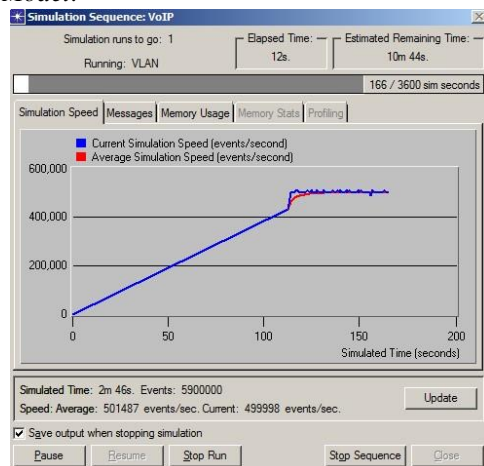 Simulation Sequence: VoIP
Simulation runs to go: 1
Running: VLAN
Elapsed Time:
12s.
Estimated Remaining Time:
10m 44s.
166 / 3600 sim seconds
Simulation Speed Messages Memory Usage Memory Stats Profiling
Current Simulation Speed (events/second)
Average Simulation Speed (events/second)
600,000
400,000
200,000
0
0 50 100 150 200
Simulated Time (seconds)
Simulated Time: 2m 46s. Events: 5900000
Speed: Average: 501487 events/sec. Current: 499998 events/sec.
Update
Save output when stopping simulation
Pause Resume Stop Run Stop Sequence Close